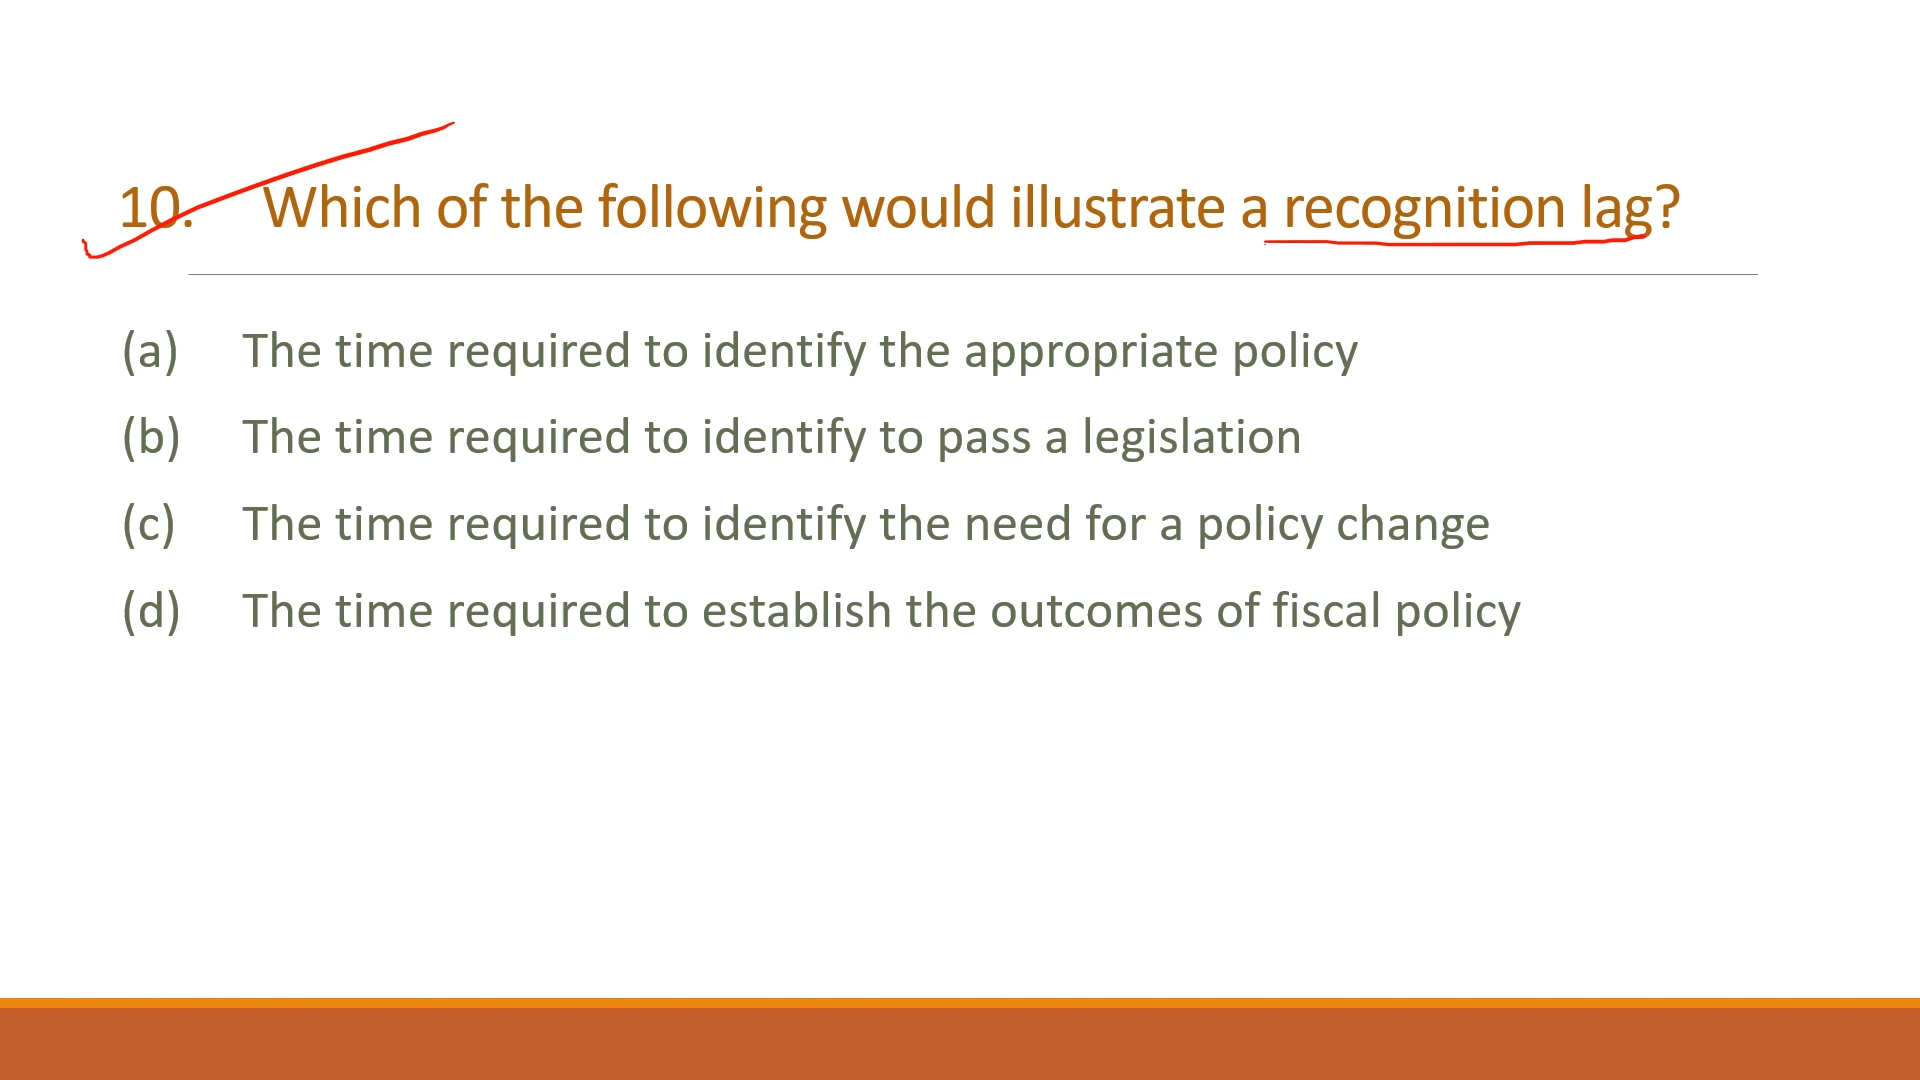 10. Which of the following would illustrate a recognition lag?
(a) The time required to identify the appropriate policy
(b) The time required to identify to pass a legislation
(c) The time required to identify the need for a policy change
(d) The time required to establish the outcomes of fiscal policy